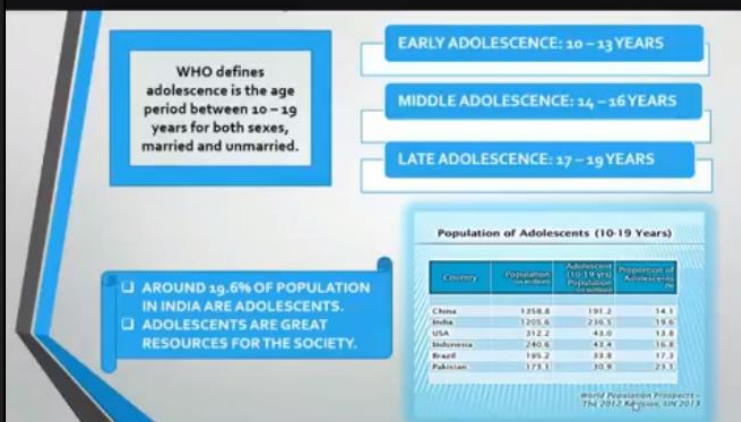 WHO defines
adolescence is the age
period between 10 – 19
years for both sexes,
married and unmarried.
EARLY ADOLESCENCE: 10 – 13 YEARS
MIDDLE ADOLESCENCE: 14 – 16 YEARS
LATE ADOLESCENCE: 17 – 19 YEARS
❑ AROUND 19.6% OF POPULATION
IN INDIA ARE ADOLESCENTS.
❑ ADOLESCENTS ARE GREAT
RESOURCES FOR THE SOCIETY.
Population of Adolescents (10-19 Years)
Country Population Adolescent (10-19 yrs) Population Proportion of Adolescents
China 1358.8 191.2 14.1
India 1205.6 236.5 19.6
USA 312.2 43.0 13.8
Indonesia 240.6 43.4 16.8
Brazil 195.2 33.8 17.3
Pakistan 173.1 30.9 23.1
World Population Prospects –
The 2012 Revision, UN 2013